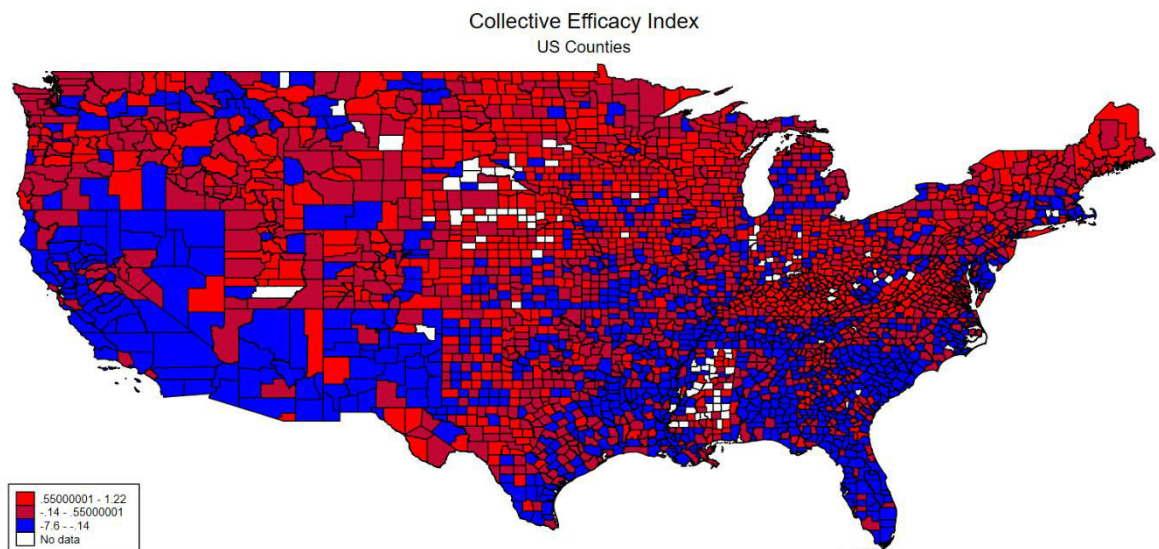 Collective Efficacy Index
US Counties
.55000001 - 1.22
-.14 - .55000001
-7.6 - -.14
No data